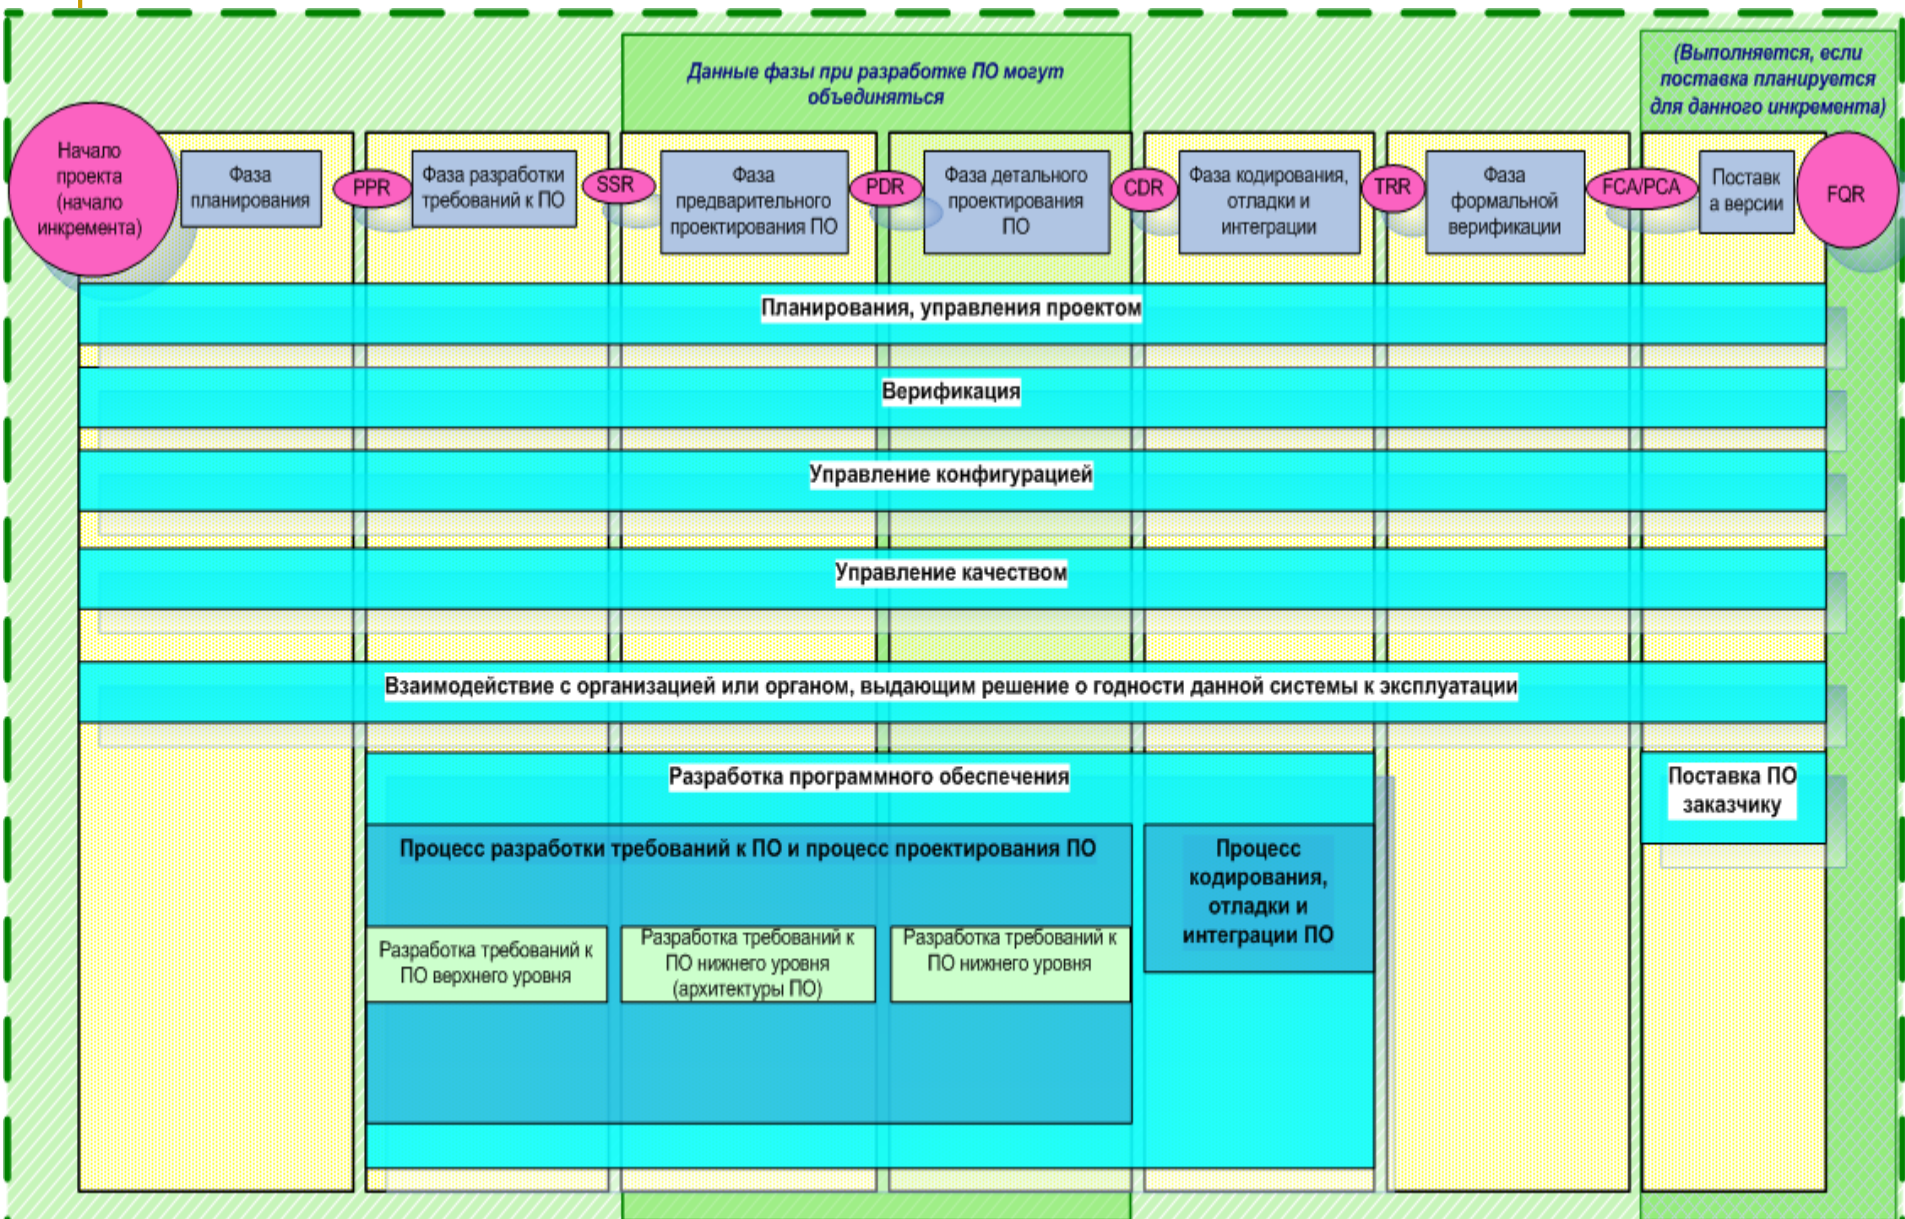 Данные фазы при разработке ПО могут
объединяться
(Выполняется, если
поставка планируется
для данного инкремента)
Начало
проекта
(начало
инкремента)
Фаза
планирования
PPR
Фаза разработки
требований к ПО
SSR
Фаза
предварительного
проектирования ПО
PDR
Фаза детального
проектирования
ПО
CDR
Фаза кодирования,
отладки и
интеграции
TRR
Фаза
формальной
верификации
FCA/PCA
Поставк
а версии
FQR
Планирования, управления проектом
Верификация
Управление конфигурацией
Управление качеством
Взаимодействие с организацией или органом, выдающим решение о годности данной системы к эксплуатации
Разработка программного обеспечения
Поставка ПО
заказчику
Процесс разработки требований к ПО и процесс проектирования ПО
Процесс
кодирования,
отладки и
интеграции ПО
Разработка требований к
ПО верхнего уровня
Разработка требований к
ПО нижнего уровня
(архитектуры ПО)
Разработка требований к
ПО нижнего уровня